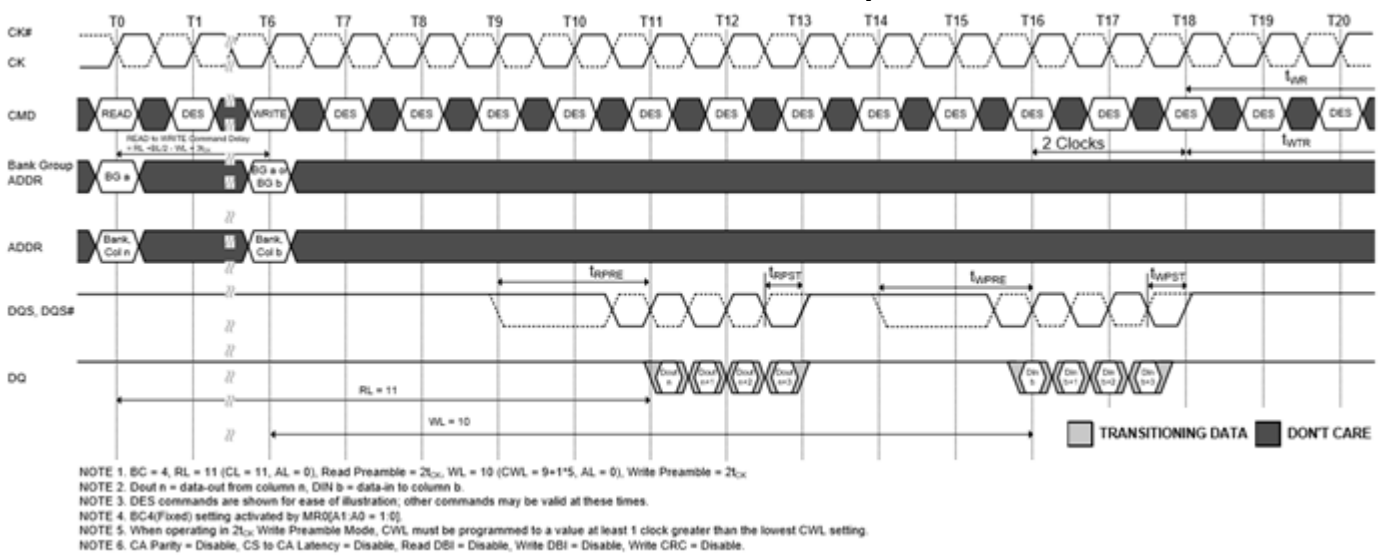 T0 T1 T6 T7 T8 T9 T10 T11 T12 T13 T14 T15 T16 T17 T18 T19 T20
CK#
CK
tWR
CMD READ DES WRITE DES DES DES DES DES DES DES DES DES DES DES DES DES DES
READ to WRITE Command Delay
= RL +BL/2 - WL + 3tCK
2 Clocks
tWTR
Bank Group
ADDR
BG a
BG a or
BG b
ADDR
Bank,
Col n
Bank,
Col b
tRPRE tRPST tWPRE tWPST
DQS, DQS#
DQ
Dout
n
Dout
n+1
Dout
n+2
Dout
n+3
Din
b
Din
b+1
Din
b+2
Din
b+3
RL = 11
WL = 10
TRANSITIONING DATA DON'T CARE
NOTE 1. BC = 4, RL = 11 (CL = 11, AL = 0), Read Preamble = 2tCK, WL = 10 (CWL = 9+1*5, AL = 0), Write Preamble = 2tCK
NOTE 2. Dout n = data-out from column n, DIN b = data-in to column b.
NOTE 3. DES commands are shown for ease of illustration; other commands may be valid at these times.
NOTE 4. BC4(Fixed) setting activated by MR0[A1:A0 = 1:0].
NOTE 5. When operating in 2tCK Write Preamble Mode, CWL must be programmed to a value at least 1 clock greater than the lowest CWL setting.
NOTE 6. CA Parity = Disable, CS to CA Latency = Disable, Read DBI = Disable, Write DBI = Disable, Write CRC = Disable.